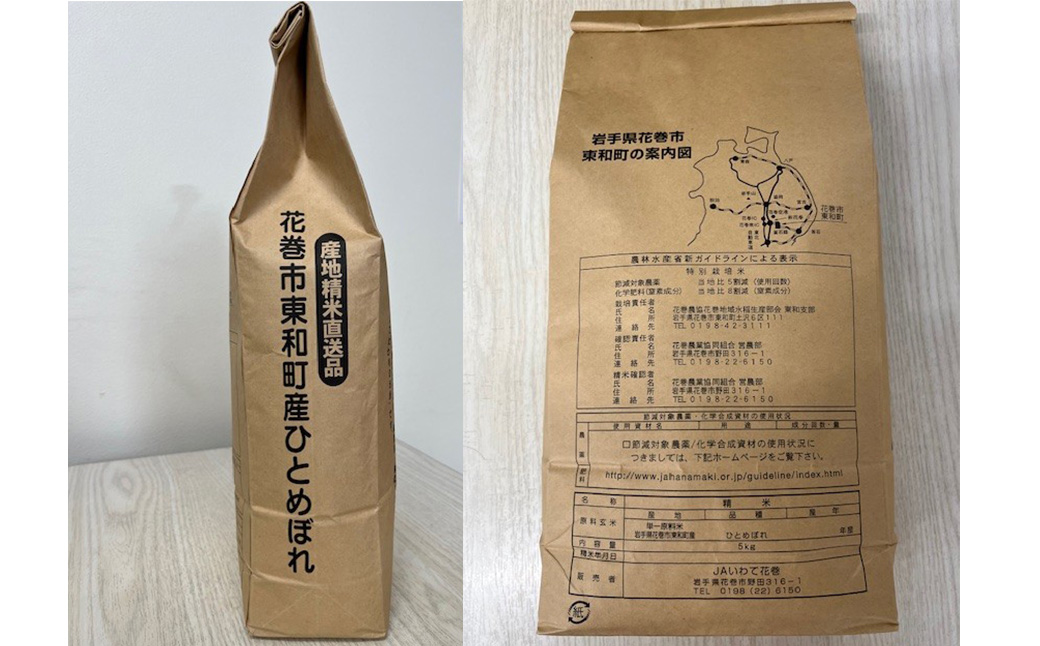 花巻市東和町産ひとめぼれ
産地精米直送品
岩手県花巻市
東和町の案内図
花巻市
東和町
農林水産省新ガイドラインによる表示
特別栽培米
節減対象農薬 当地比5割減(使用回数)
化学肥料(窒素成分) 当地比8割減(窒素成分)
栽培責任者
氏名 花巻農協花巻地域水稲生産部会 東和支部
住所 岩手県花巻市東和町土沢6区111
連絡先 TEL 0198-42-3111
確認責任者
氏名 花巻農業協同組合 営農部
住所 岩手県花巻市野田316-1
連絡先 TEL 0198-22-6150
精米確認者
氏名 花巻農業協同組合 営農部
住所 岩手県花巻市野田316-1
連絡先 TEL 0198-22-6150
節減対象農薬・化学合成資材の使用状況
使用資材名 用途 成分回数・量
農薬
□節減対象農薬/化学合成資材の使用状況に
つきましては、下記ホームページをご覧下さい。
肥料
http://www.jahanamaki.or.jp/guideline/index.html
名称 精米
原料玄米 産地 品種 産年
単一原料米
岩手県花巻市東和町産 ひとめぼれ 年産
内容量 5kg
精米年月日
販売者 JAいわて花巻
岩手県花巻市野田316-1
TEL 0198(22)6150
紙